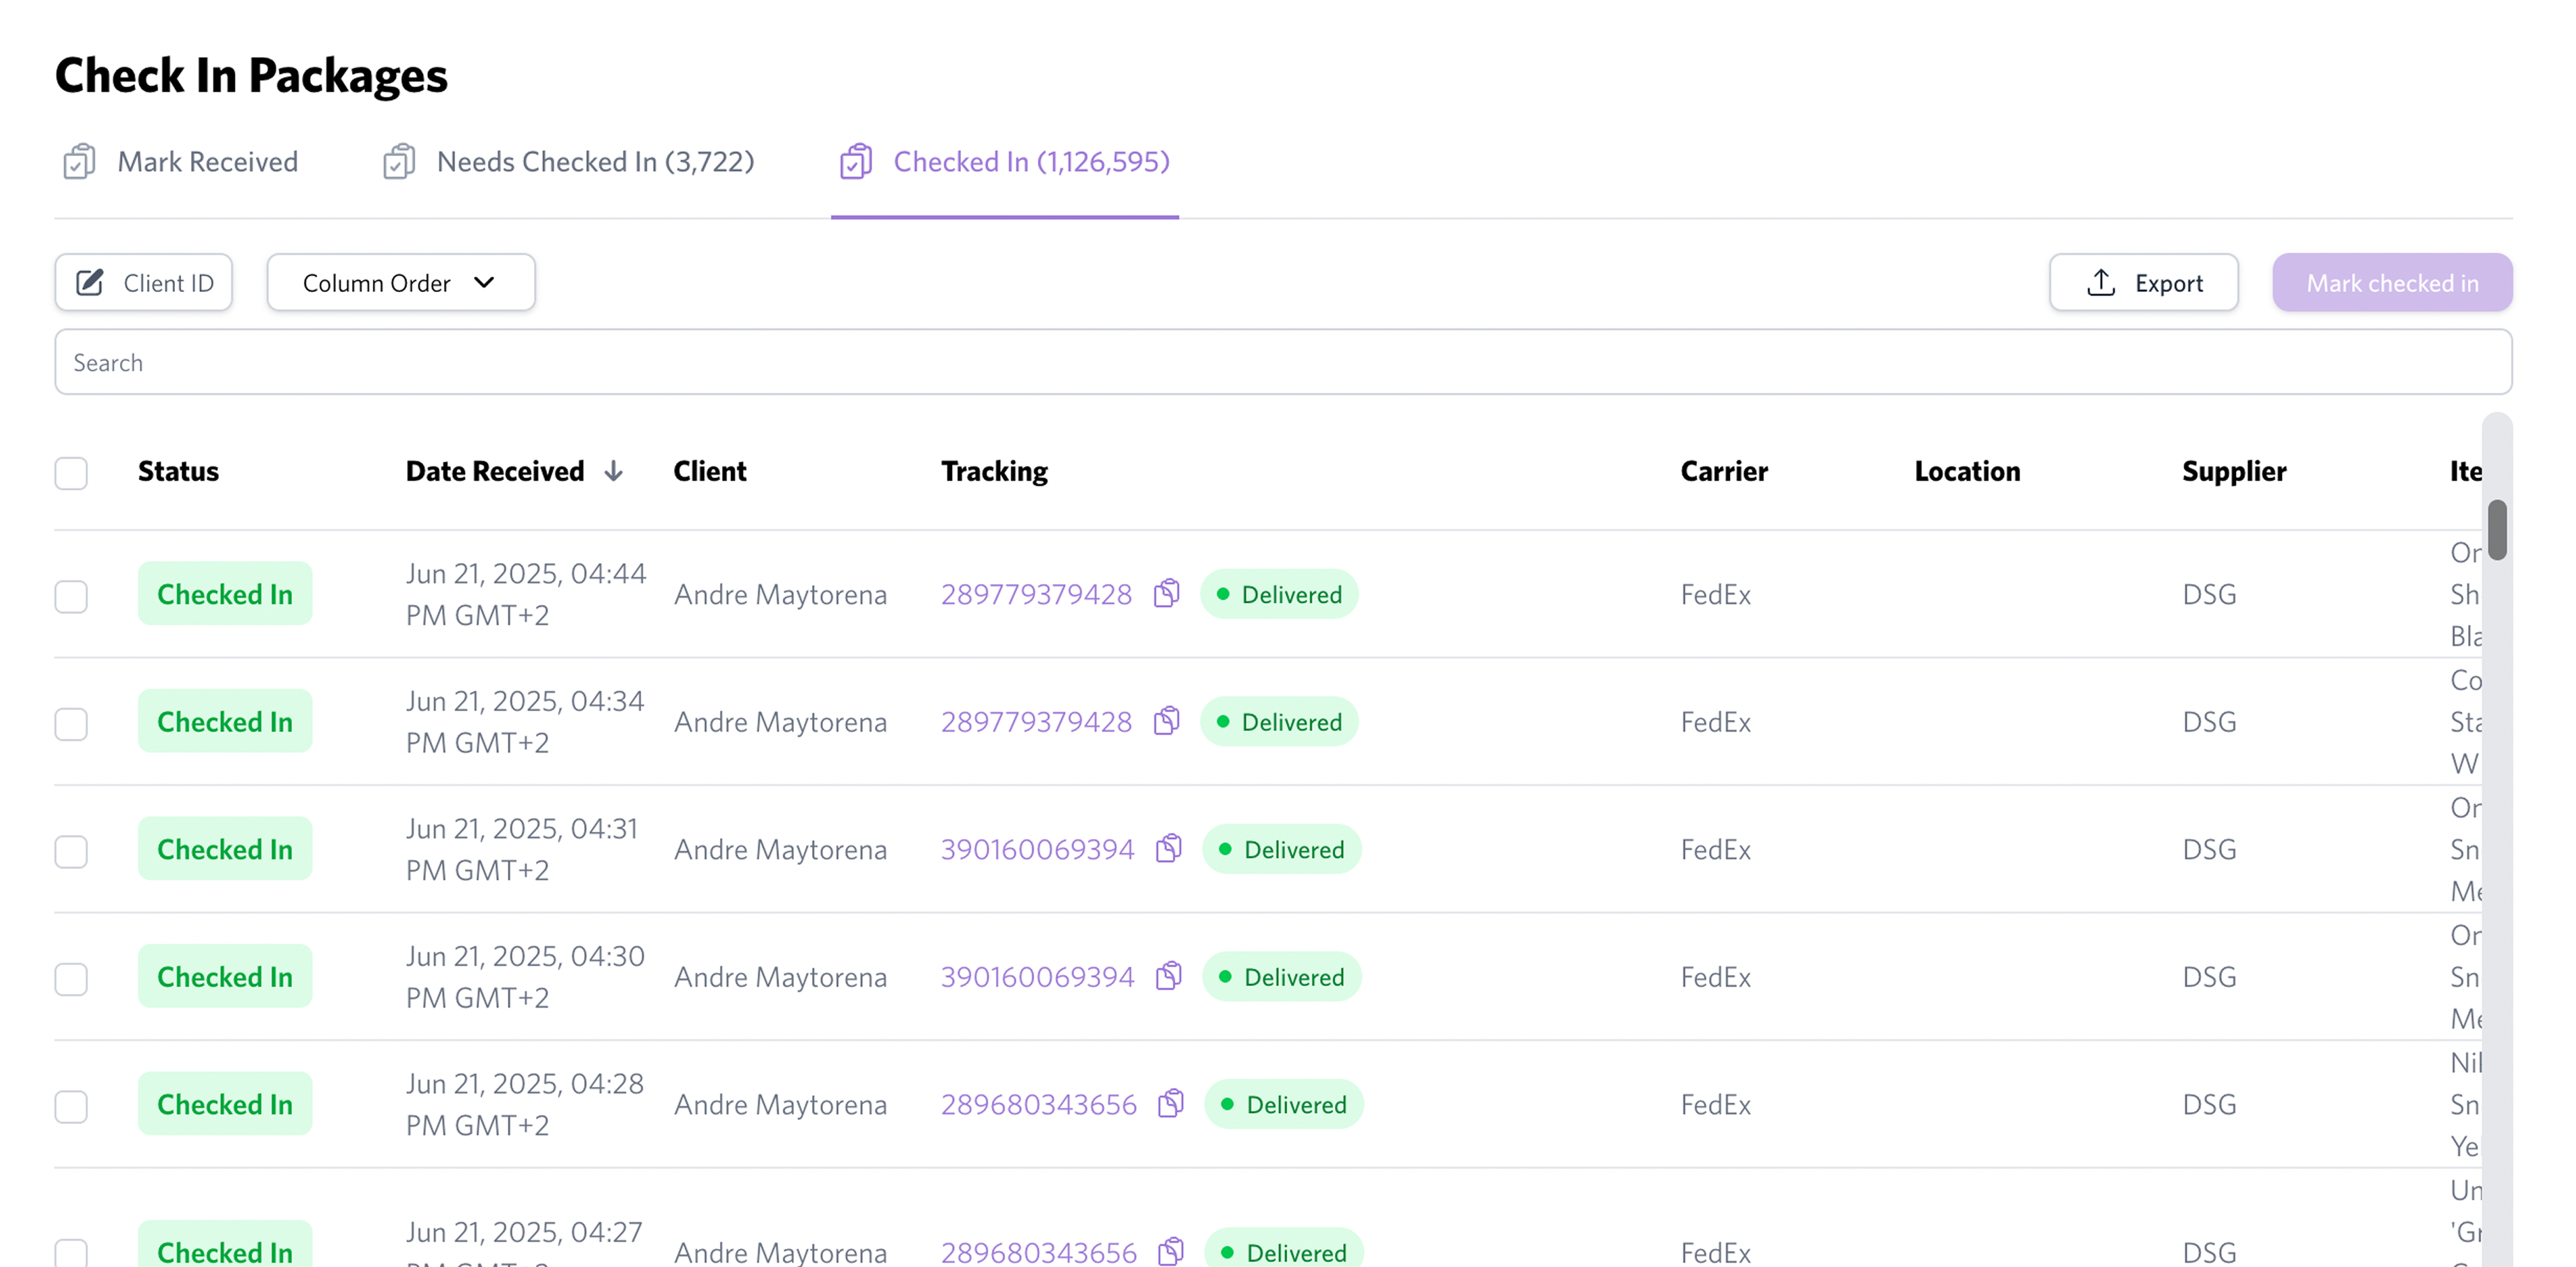 Check In Packages
Mark Received Needs Checked In (3,722) Checked In (1,126,595)
Client ID Column Order Export Mark checked in
Search
Status Date Received Client Tracking Carrier Location Supplier Ite
Jun 21, 2025, 04:44 Or
Checked In Andre Maytorena 289779379428 Delivered FedEx DSG Sh
PM GMT+2 Bla
Jun 21, 2025, 04:34 Co
Checked In Andre Maytorena 289779379428 Delivered FedEx DSG Sta
PM GMT+2 W
Jun 21, 2025, 04:31 Or
Checked In Andre Maytorena 390160069394 Delivered FedEx DSG Sn
PM GMT+2 Me
Jun 21, 2025, 04:30 Or
Checked In Andre Maytorena 390160069394 Delivered FedEx DSG Sn
PM GMT+2 Me
Jun 21, 2025, 04:28 Nil
Checked In Andre Maytorena 289680343656 Delivered FedEx DSG Sn
PM GMT+2 Ye
Un
Jun 21, 2025, 04:27 'Gr
Checked In Andre Maytorena 289680343656 Delivered FedEx DSG